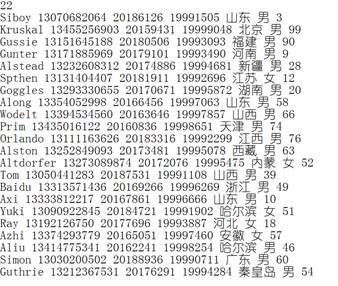 22
Siboy 13070682064 20186126 19991505 山东 男 3
Kruskal 13455256903 20159431 19999048 北京 男 99
Gussie 13151645188 20180506 19993093 福建 男 90
Gunter 13171885969 20179101 19993490 河南 男 9
Alstead 13232608312 20174886 19994681 新疆 男 28
Spthen 13131404407 20181911 19992696 江苏 女 12
Goggles 13293330655 20170671 19995872 湖南 男 20
Along 13354052998 20166456 19997063 山东 男 58
Wodelt 13394534560 20163646 19997857 山西 男 66
Prim 13435016122 20160836 19998651 天津 男 74
Orlando 13111163626 20183316 19992299 江西 男 76
Alston 13252849093 20173481 19995078 西藏 男 63
Altdorfer 13273089874 20172076 19995475 内蒙 女 52
Tom 13050441283 20187531 19991108 山西 男 39
Baidu 13313571436 20169266 19996269 浙江 男 49
Axi 13333812217 20167861 19996666 山东 男 10
Yuki 13090922845 20184721 19991902 哈尔滨 女 51
Ray 13192126750 20177696 19993887 河北 女 18
Azhi 13374293779 20165051 19997460 安徽 女 57
Aliu 13414775341 20162241 19998254 哈尔滨 男 46
Simon 13030200502 20188936 19990711 广东 男 60
Guthrie 13212367531 20176291 19994284 秦皇岛 男 54